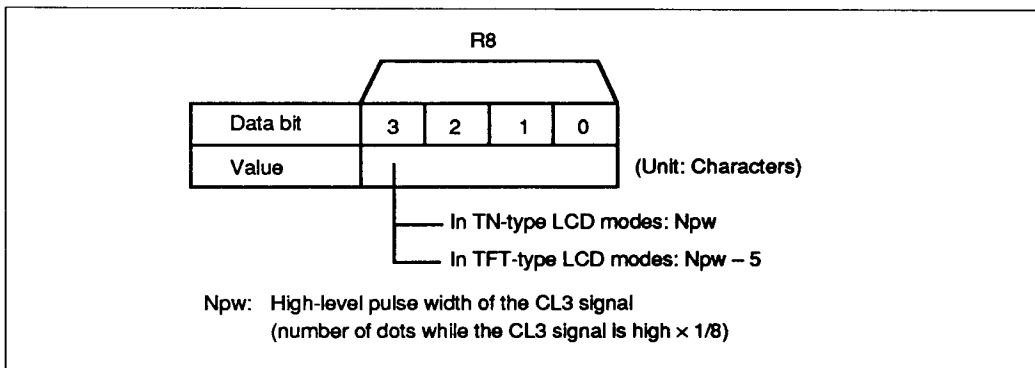 R8
Data bit 3 2 1 0
Value (Unit: Characters)
In TN-type LCD modes: Npw
In TFT-type LCD modes: Npw – 5
Npw: High-level pulse width of the CL3 signal
(number of dots while the CL3 signal is high × 1/8)